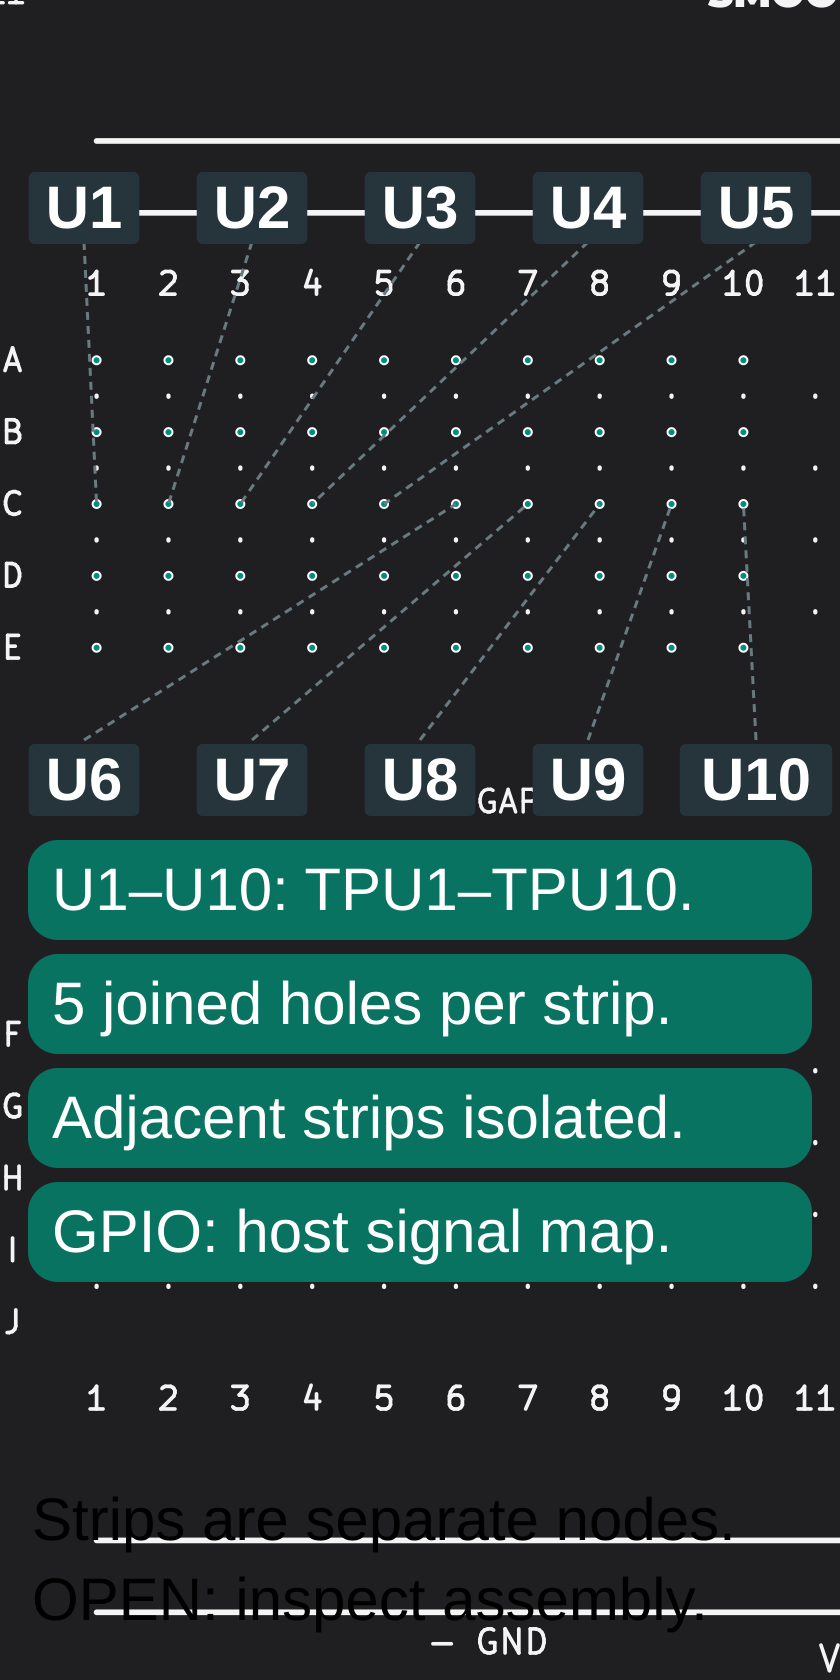 U1 U2 U3 U4 U5
1 2 3 4 5 6 7 8 9 10 11
A
B
C
D
E
U6 U7 U8 GAP U9 U10
U1–U10: TPU1–TPU10.
5 joined holes per strip.
F
G
Adjacent strips isolated.
H
GPIO: host signal map.
I
J
1 2 3 4 5 6 7 8 9 10 11
Strips are separate nodes.
OPEN: inspect assembly.
– GND
V